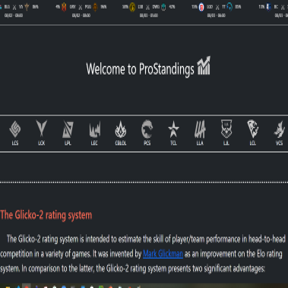 Welcome to ProStandings
LCS LCK LPL LEC CBLOL PCS TCL LLA LJL LCL VCS
The Glicko-2 rating system
The Glicko-2 rating system is intended to estimate the skill of player/team performance in head-to-head
competition in a variety of games. It was invented by Mark Glickman as an improvement on the Elo rating
system. In comparison to the latter, the Glicko-2 rating system presents two significant advantages: